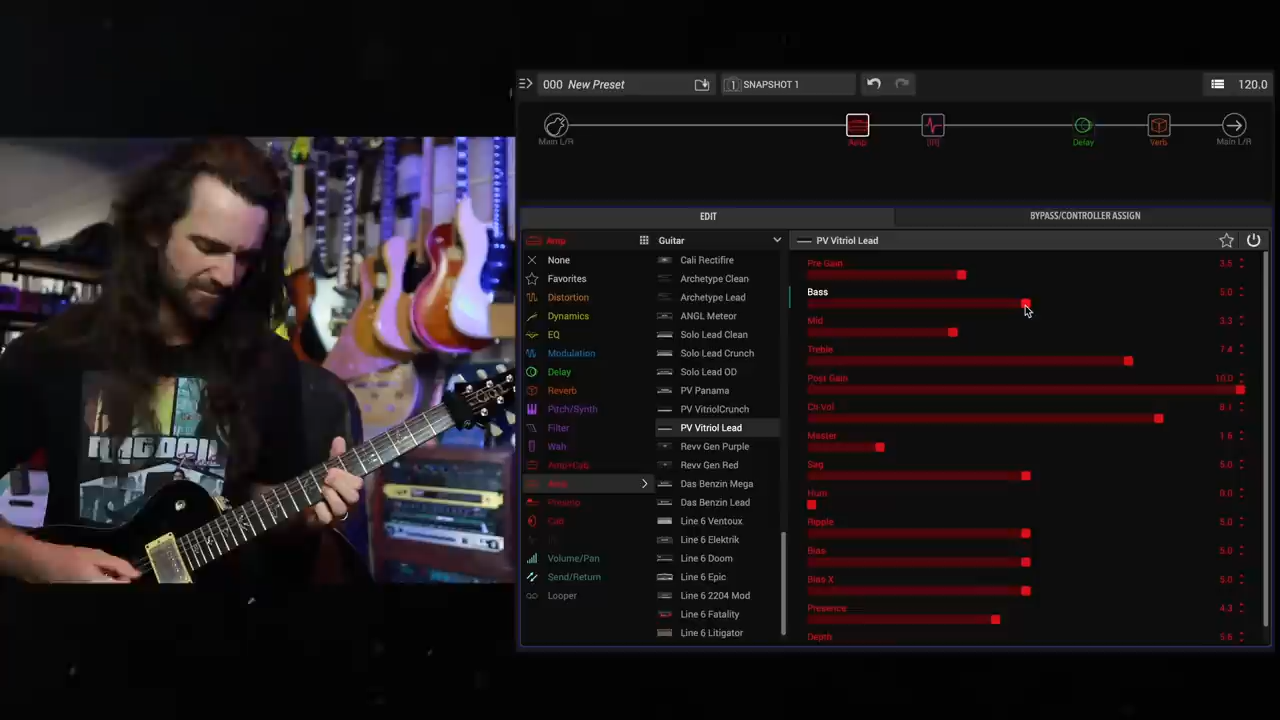 000 New Preset
1 SNAPSHOT 1
120.0
Main L/R
Amp
[IR]
Delay
Verb
Main L/R
EDIT
BYPASS/CONTROLLER ASSIGN
Amp
None
Favorites
Distortion
Dynamics
EQ
Modulation
Delay
Reverb
Pitch/Synth
Filter
Wah
Amp+Cab
Amp
Preamp
Cab
IR
Volume/Pan
Send/Return
Looper
Guitar
Cali Rectifire
Archetype Clean
Archetype Lead
ANGL Meteor
Solo Lead Clean
Solo Lead Crunch
Solo Lead OD
PV Panama
PV VitriolCrunch
PV Vitriol Lead
Revv Gen Purple
Revv Gen Red
Das Benzin Mega
Das Benzin Lead
Line 6 Ventoux
Line 6 Elektrik
Line 6 Doom
Line 6 Epic
Line 6 2204 Mod
Line 6 Fatality
Line 6 Litigator
PV Vitriol Lead
Pre Gain 3.5
Bass 5.0
Mid 3.3
Treble 7.4
Post Gain 10.0
Ch Vol 8.1
Master 1.6
Sag 5.0
Hum 0.0
Ripple 5.0
Bias 5.0
Bias X 5.0
Presence 4.3
Depth 5.6